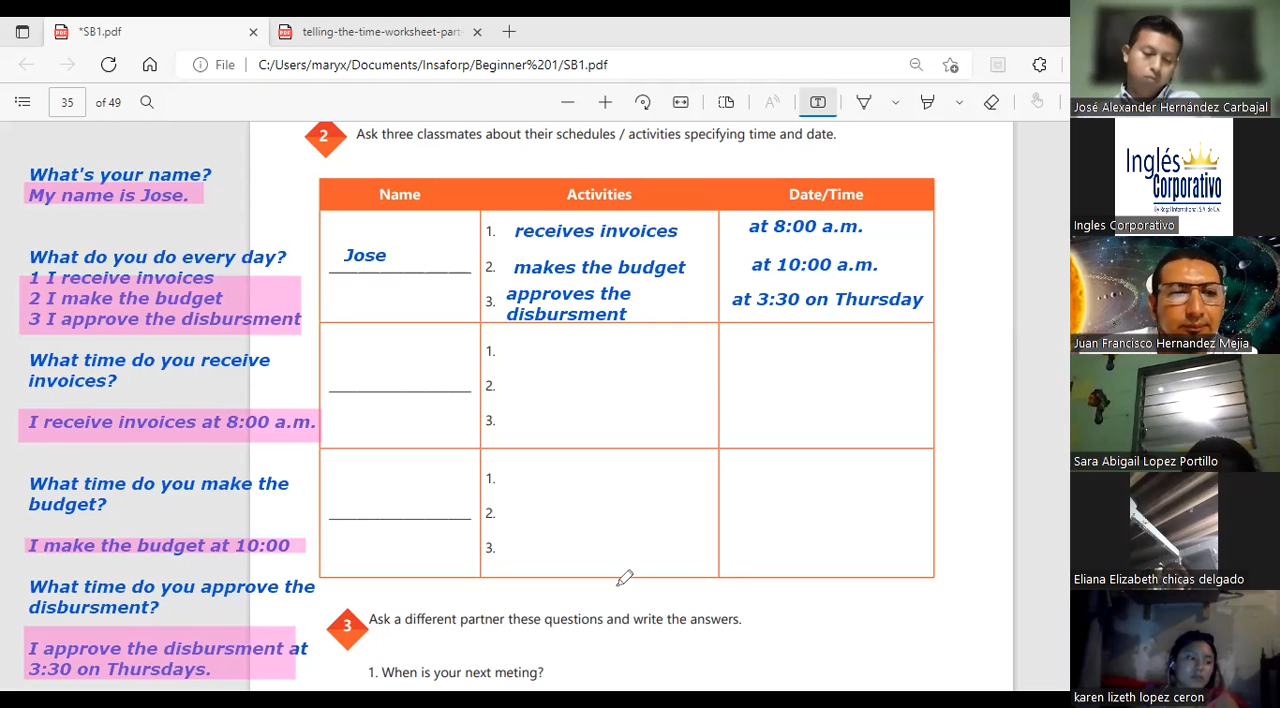 *SB1.pdf
telling-the-time-worksheet-part-
File
C:/Users/maryx/Documents/Insaforp/Beginner%201/SB1.pdf
35 of 49
2 Ask three classmates about their schedules / activities specifying time and date.
What's your name?
My name is Jose.
What do you do every day?
1 I receive invoices
2 I make the budget
3 I approve the disbursment
What time do you receive
invoices?
I receive invoices at 8:00 a.m.
What time do you make the
budget?
I make the budget at 10:00
What time do you approve the
disbursment?
I approve the disbursment at
3:30 on Thursdays.
Name Activities Date/Time
Jose
1. receives invoices at 8:00 a.m.
2. makes the budget at 10:00 a.m.
3. approves the
disbursment
at 3:30 on Thursday
1.
2.
3.
1.
2.
3.
3 Ask a different partner these questions and write the answers.
1. When is your next meting?
José Alexander Hernández Carbajal
Inglés
Corporativo
Ingles Corporativo
Juan Francisco Hernandez Mejia
Sara Abigail Lopez Portillo
Eliana Elizabeth chicas delgado
karen lizeth lopez ceron